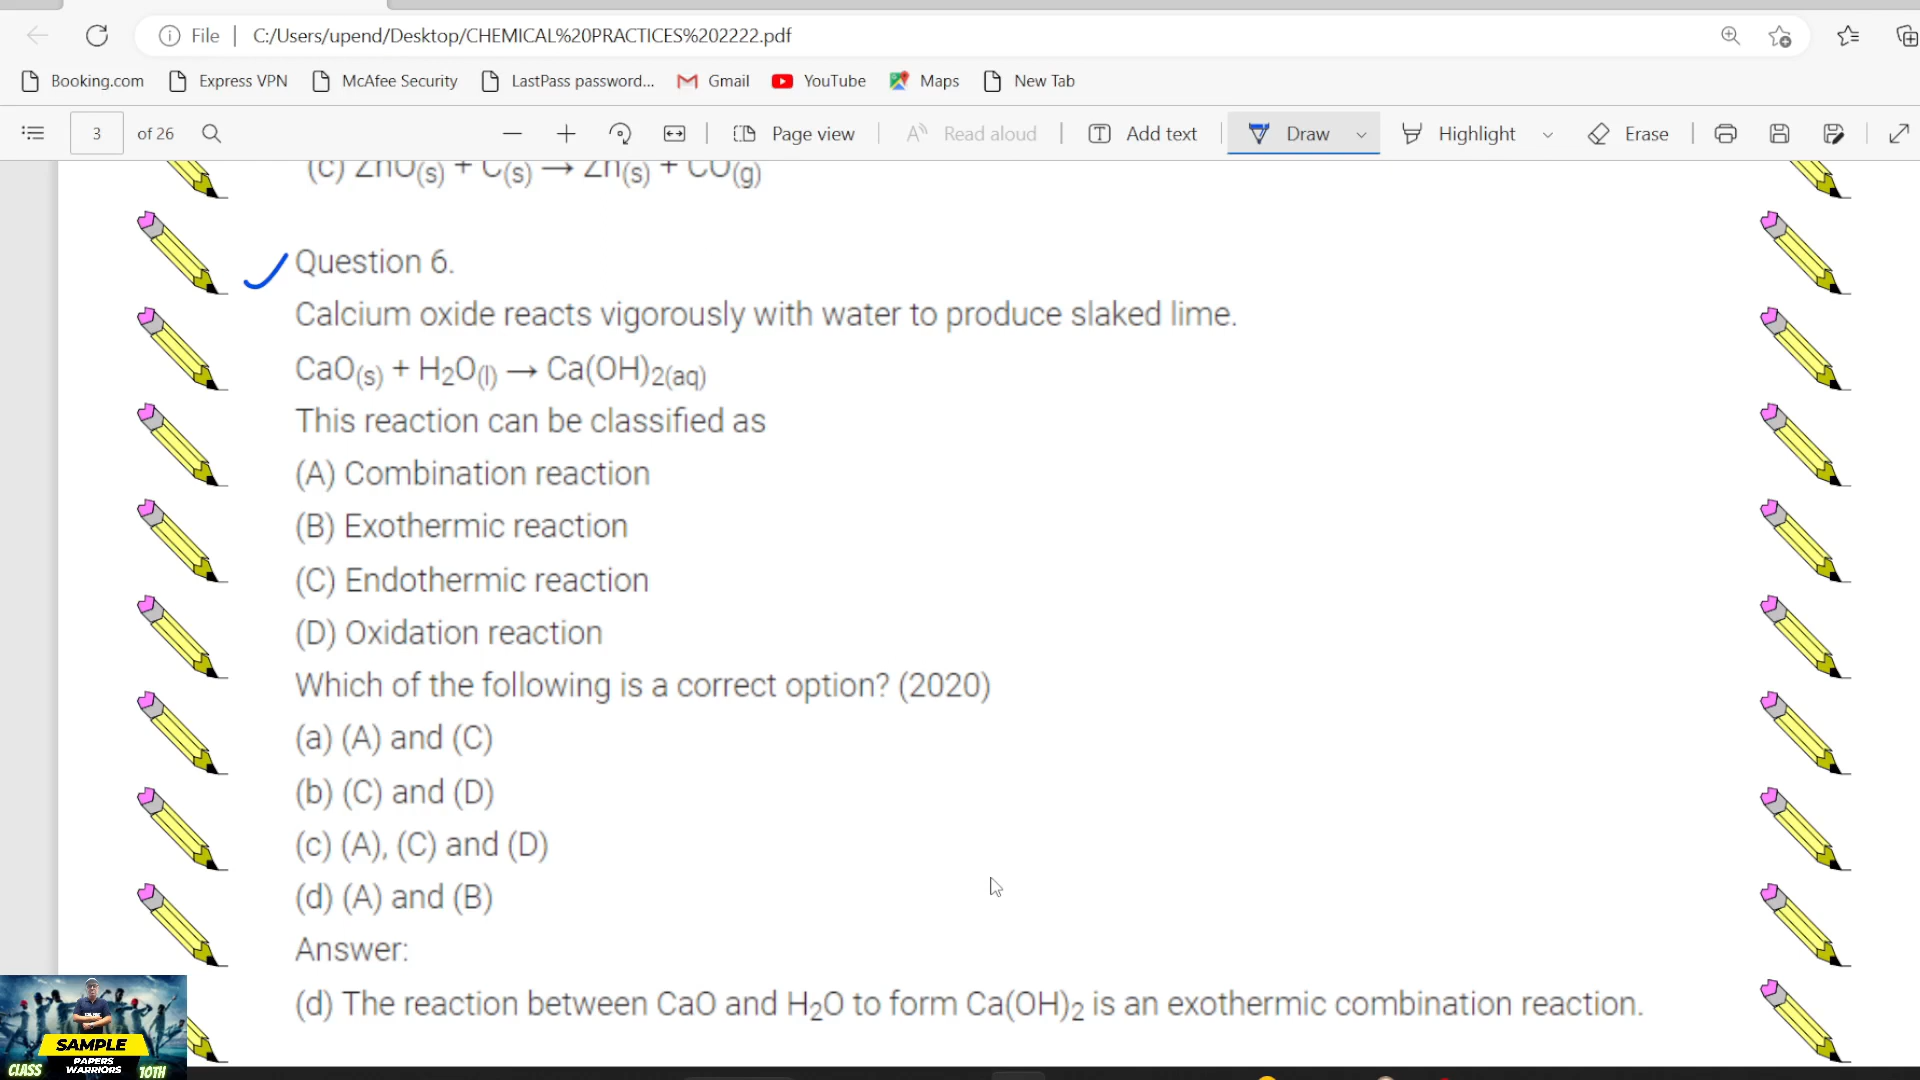 File | C:/Users/upend/Desktop/CHEMICAL%20PRACTICES%202222.pdf
Booking.com Express VPN McAfee Security LastPass password... Gmail YouTube Maps New Tab
3 of 26 Page view Read aloud Add text Draw Highlight Erase
(c) ZnO(s) + C(s) → Zn(s) + CO(g)
Question 6.
Calcium oxide reacts vigorously with water to produce slaked lime.
CaO(s) + H2O(l) → Ca(OH)2(aq)
This reaction can be classified as
(A) Combination reaction
(B) Exothermic reaction
(C) Endothermic reaction
(D) Oxidation reaction
Which of the following is a correct option? (2020)
(a) (A) and (C)
(b) (C) and (D)
(c) (A), (C) and (D)
(d) (A) and (B)
Answer:
(d) The reaction between CaO and H2O to form Ca(OH)2 is an exothermic combination reaction.
SAMPLE
PAPERS
CLASS WARRIORS 10TH